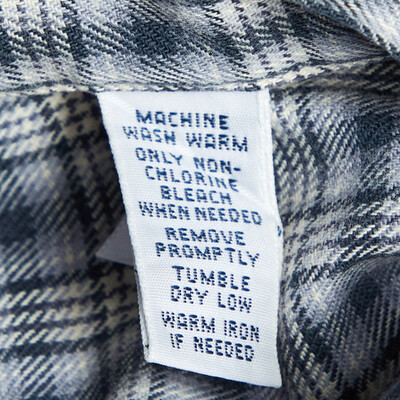 MACHINE
WASH WARM
ONLY NON-
CHLORINE
BLEACH
WHEN NEEDED
REMOVE
PROMPTLY
TUMBLE
DRY LOW
WARM IRON
IF NEEDED